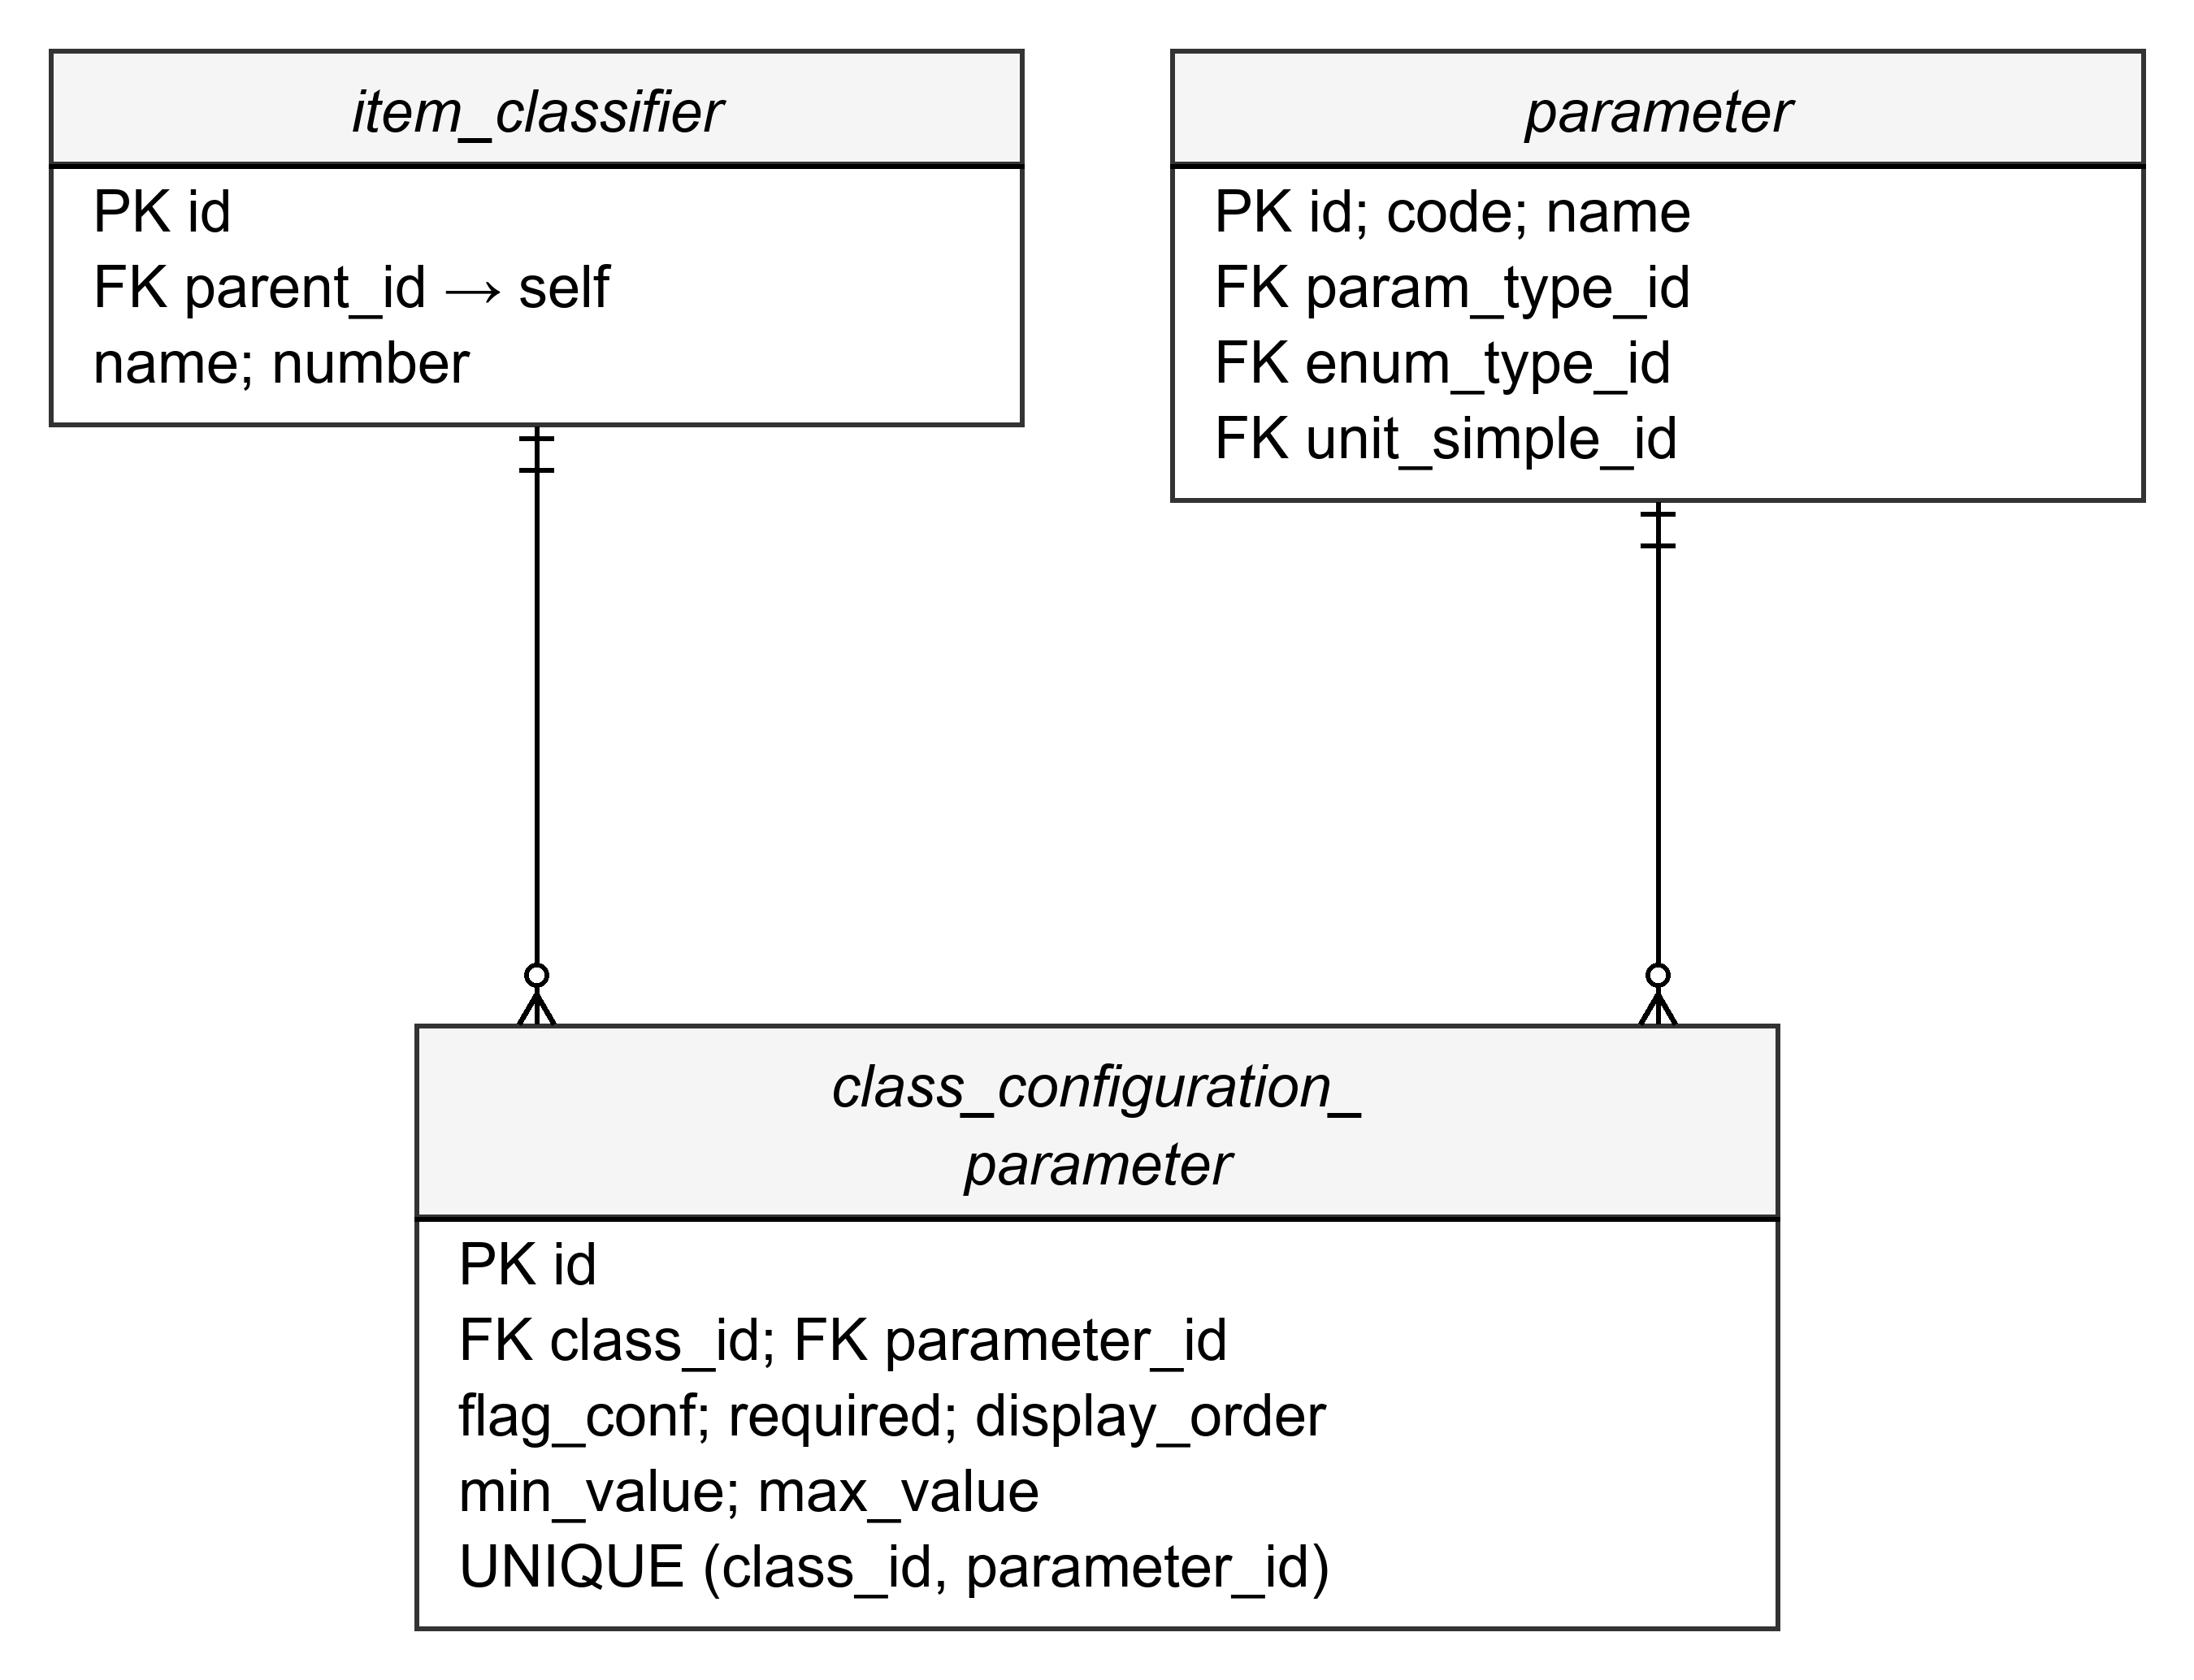 item_classifier
PK id
FK parent_id → self
name; number
parameter
PK id; code; name
FK param_type_id
FK enum_type_id
FK unit_simple_id
class_configuration_
parameter
PK id
FK class_id; FK parameter_id
flag_conf; required; display_order
min_value; max_value
UNIQUE (class_id, parameter_id)